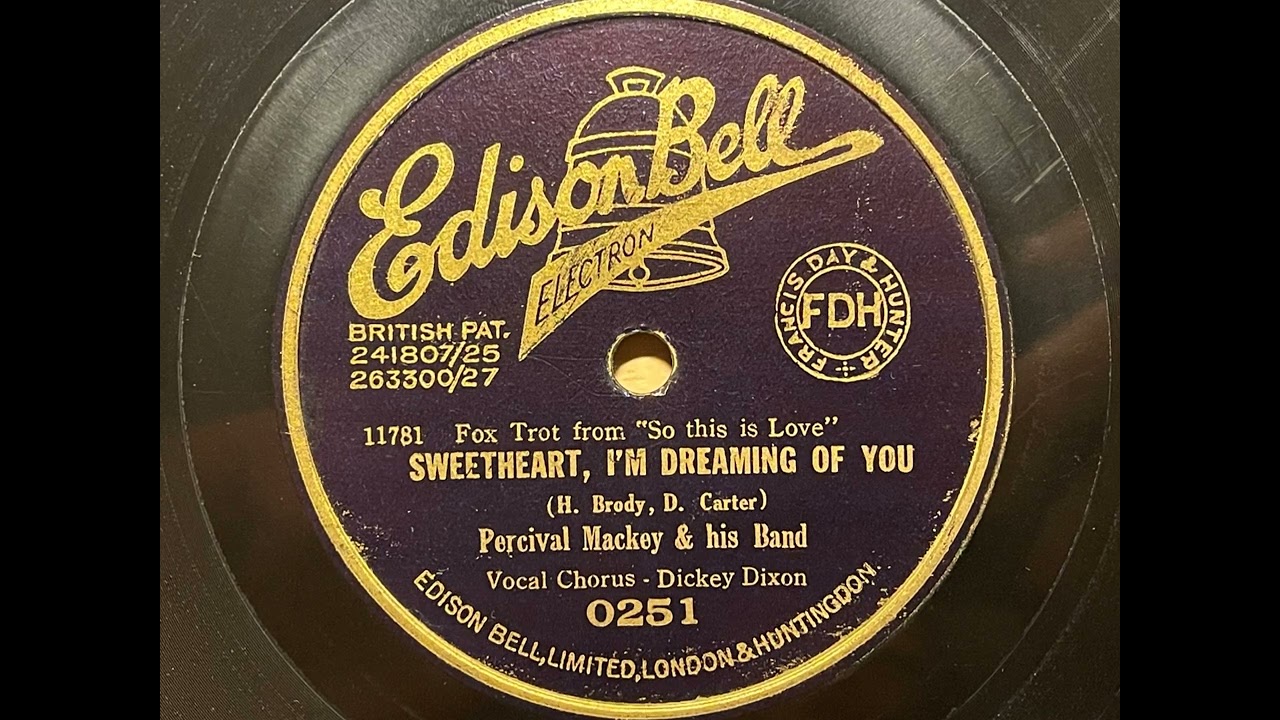 Edison Bell
ELECTRON
BRITISH PAT.
241807/25
263300/27
FRANCIS DAY & HUNTER
FDH
11781 Fox Trot from "So this is Love"
SWEETHEART, I'M DREAMING OF YOU
(H. Brody, D. Carter)
Percival Mackey & his Band
Vocal Chorus - Dickey Dixon
0251
EDISON BELL, LIMITED, LONDON & HUNTINGDON.